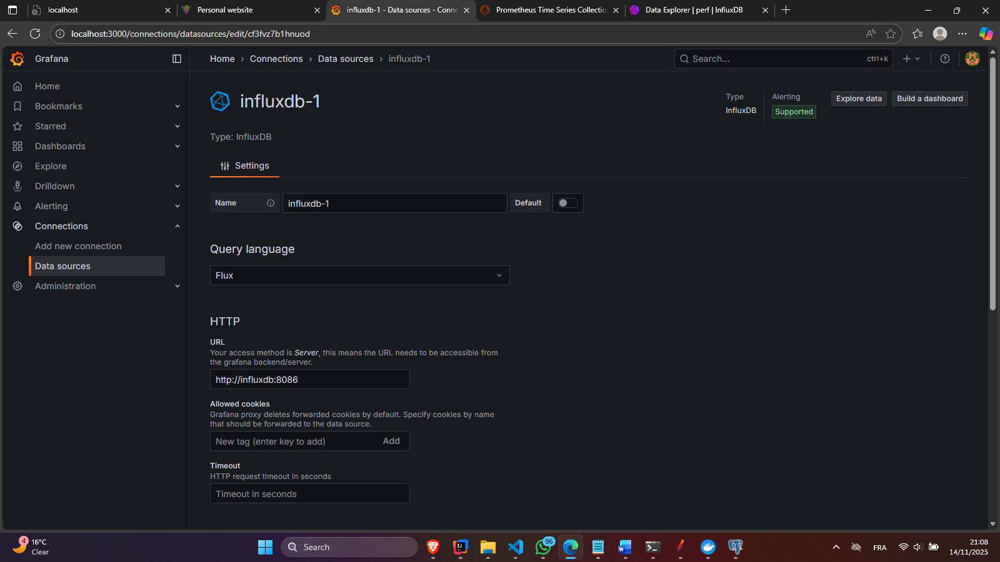 localhost
Personal website
influxdb-1 - Data sources - Conne
Prometheus Time Series Collectio
Data Explorer | perf | InfluxDB
localhost:3000/connections/datasources/edit/cf3fvz7b1hnuod
Grafana
Home › Connections › Data sources › influxdb-1
Search...
ctrl+k
Home
Bookmarks
Starred
Dashboards
Explore
Drilldown
Alerting
Connections
Add new connection
Data sources
Administration
influxdb-1
Type
InfluxDB
Alerting
Supported
Explore data
Build a dashboard
Type: InfluxDB
Settings
Name
influxdb-1
Default
Query language
Flux
HTTP
URL
Your access method is Server, this means the URL needs to be accessible from
the grafana backend/server.
http://influxdb:8086
Allowed cookies
Grafana proxy deletes forwarded cookies by default. Specify cookies by name
that should be forwarded to the data source.
New tag (enter key to add)
Add
Timeout
HTTP request timeout in seconds
Timeout in seconds
4
16°C
Clear
Search
96
FRA
21:08
14/11/2025